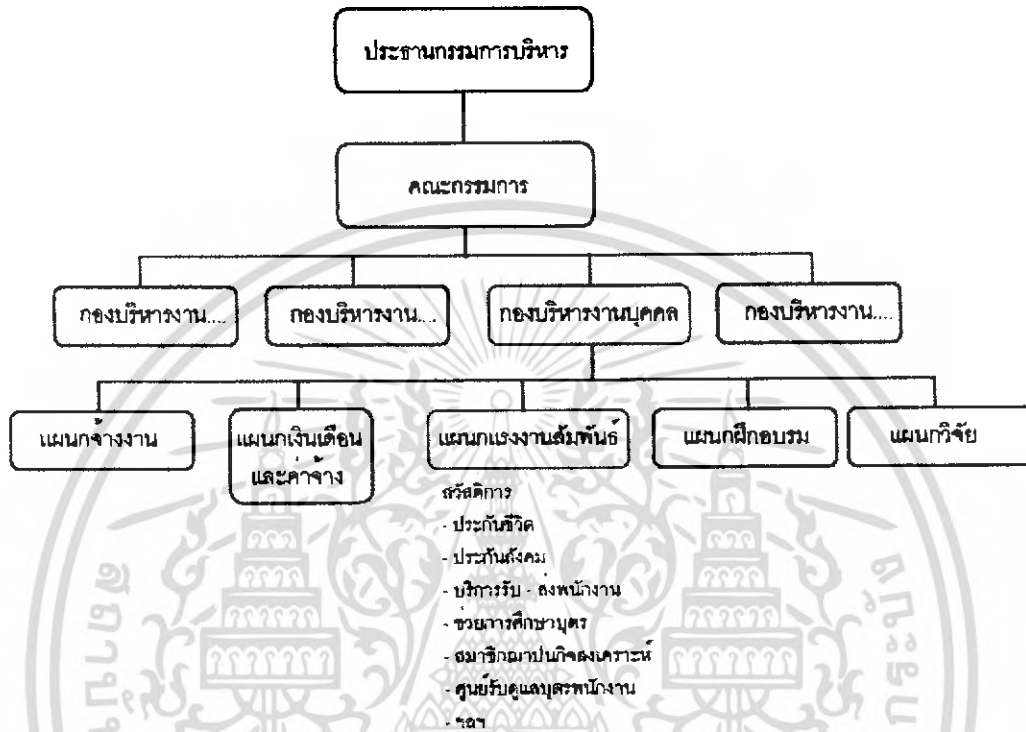 ประธานกรรมการบริหาร
คณะกรรมการ
กองบริหารงาน....
กองบริหารงาน....
กองบริหารงานบุคคล
กองบริหารงาน....
แผนกจ้างงาน
แผนกเงินเดือน
และค่าจ้าง
แผนกแรงงานสัมพันธ์
แผนกฝึกอบรม
แผนกวิจัย
สวัสดิการ
- ประกันชีวิต
- ประกันสังคม
- บริการรับ - ส่งพนักงาน
- ช่วยการศึกษาบุตร
- สมาชิกฌาปนกิจสงเคราะห์
- ศูนย์รับดูแลบุตรพนักงาน
- ฯลฯ